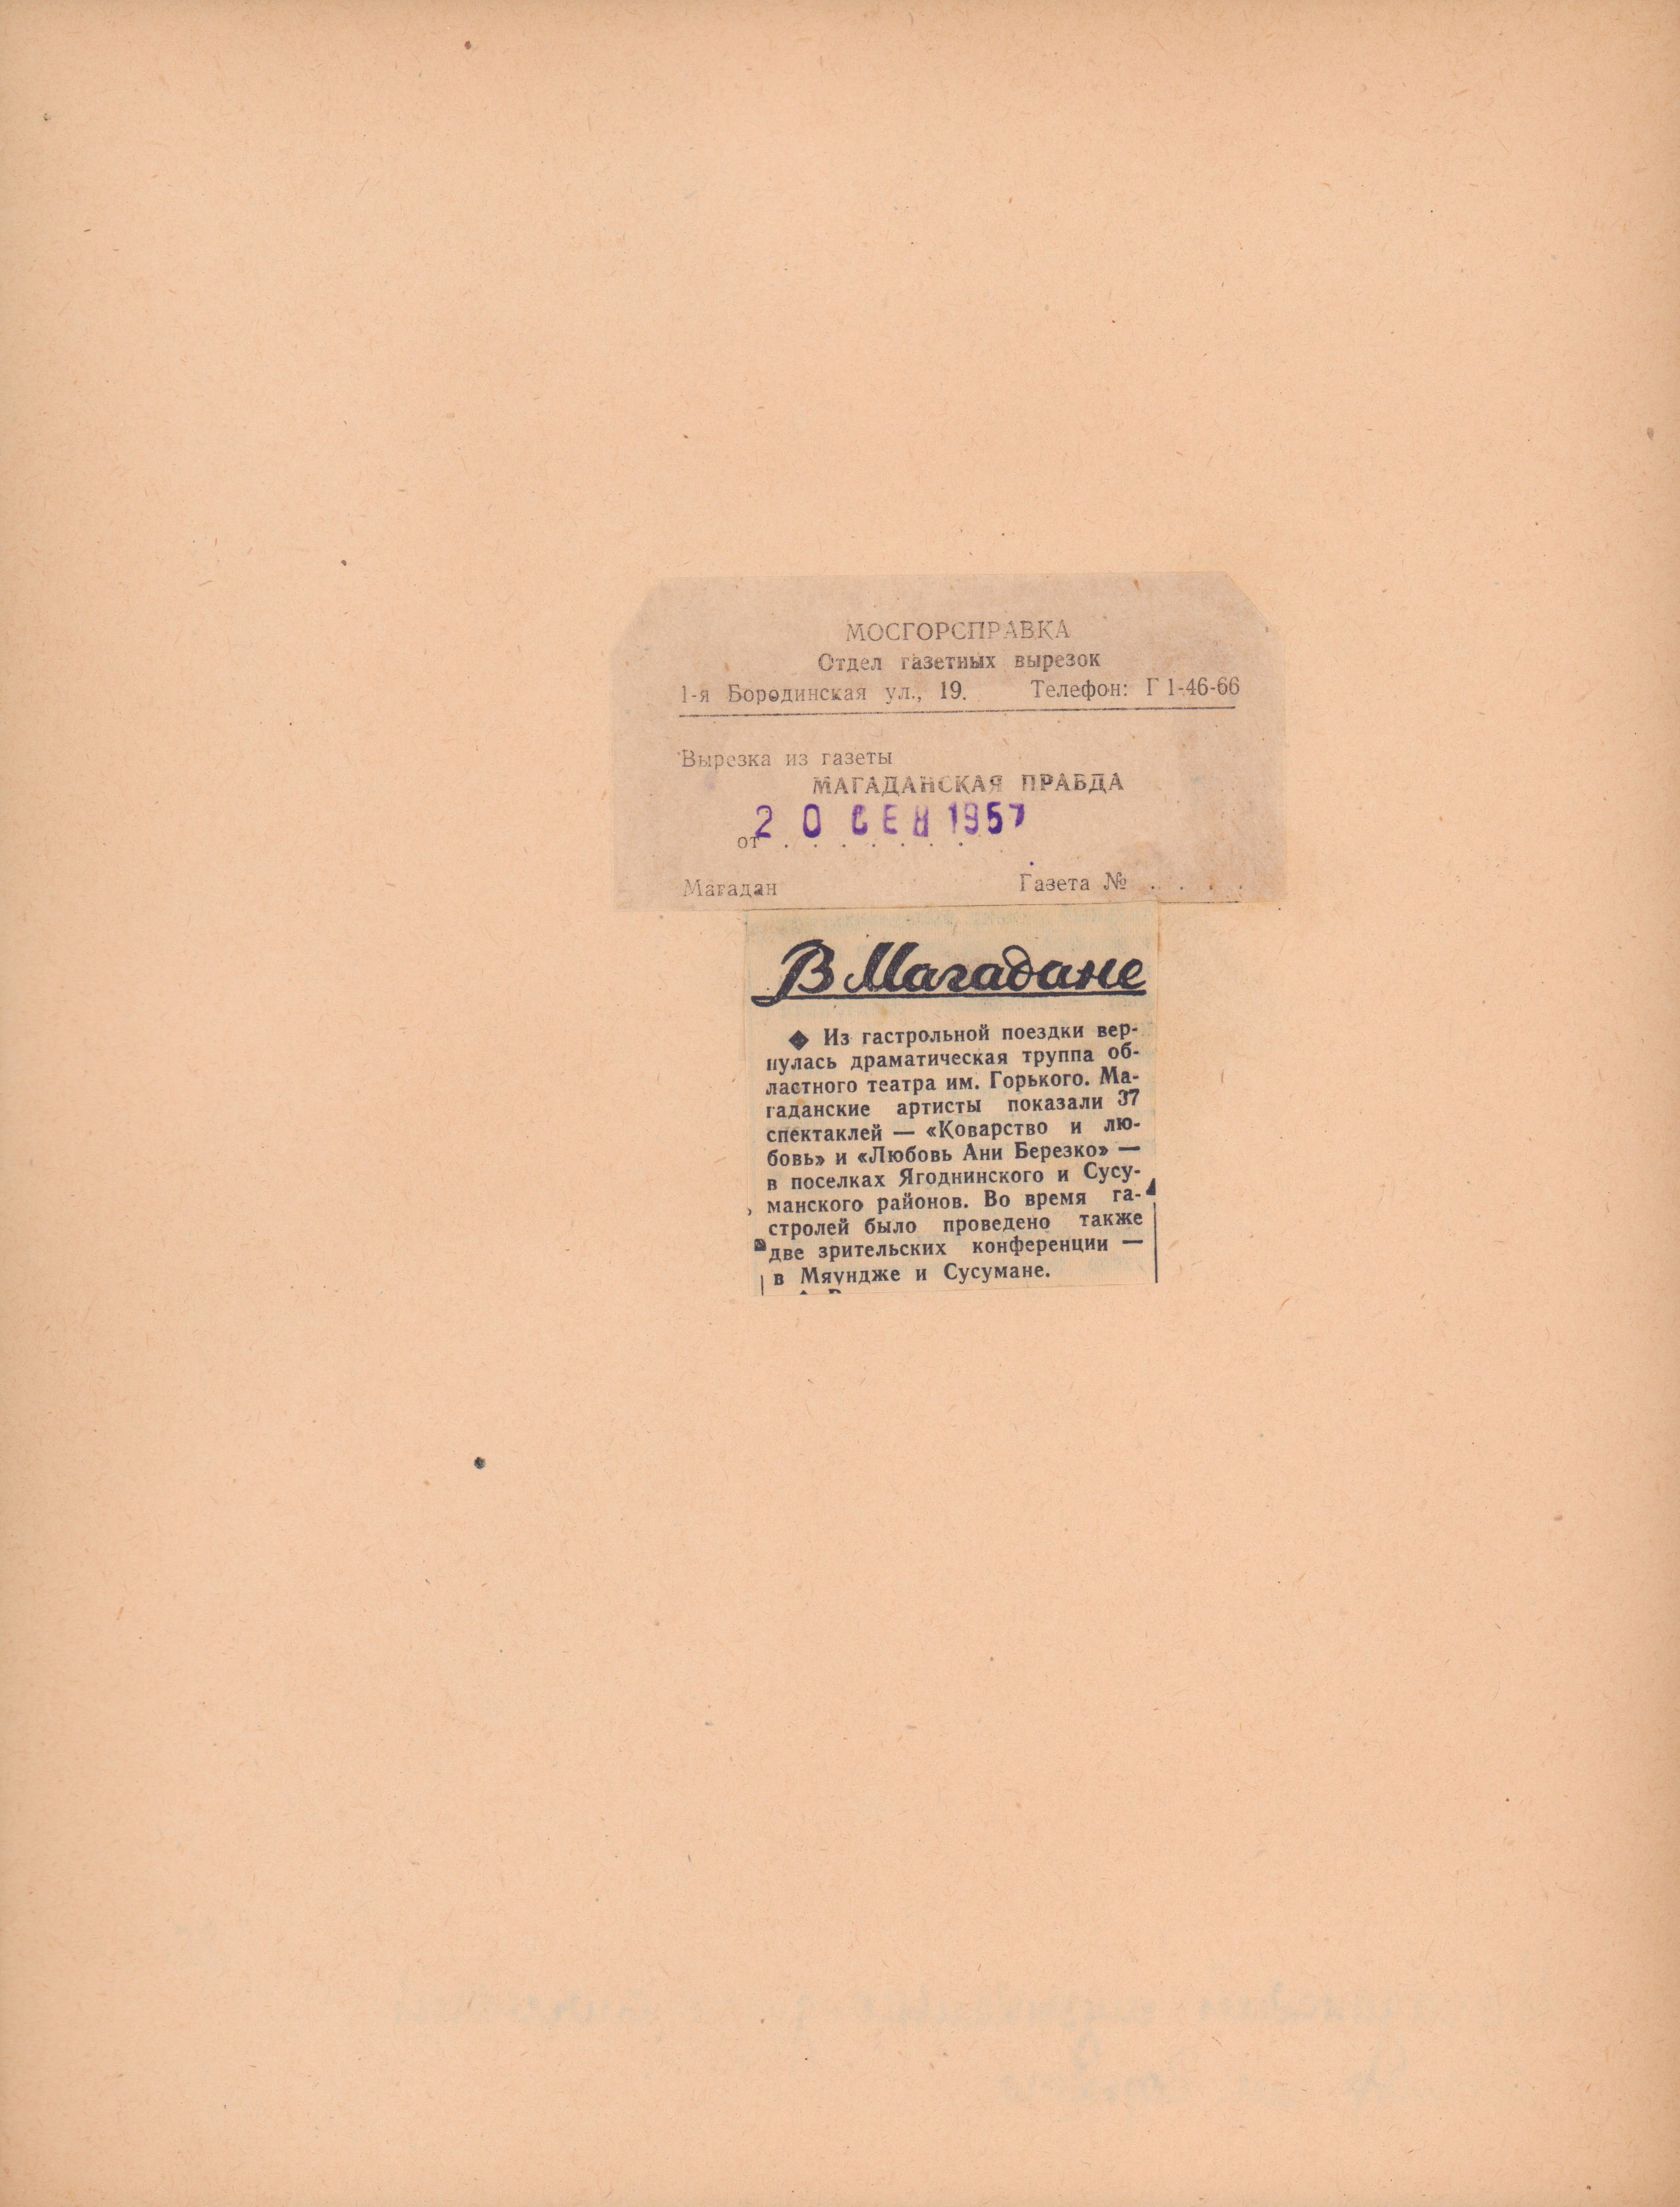 МОСГОРСПРАВКА
Отдел газетных вырезок
1-я Бородинская ул., 19. Телефон: Г 1-46-66
Вырезка из газеты
МАГАДАНСКАЯ ПРАВДА
20 СЕН 1957
от . . . . . . .
Магадан Газета № . . . .
В Магадане
◆ Из гастрольной поездки вер-
нулась драматическая труппа об-
ластного театра им. Горького. Ма-
гаданские артисты показали 37
спектаклей — «Коварство и лю-
бовь» и «Любовь Ани Березко» —
в поселках Ягоднинского и Сусу-
манского районов. Во время га-
стролей было проведено также
две зрительских конференции —
в Мяундже и Сусумане.